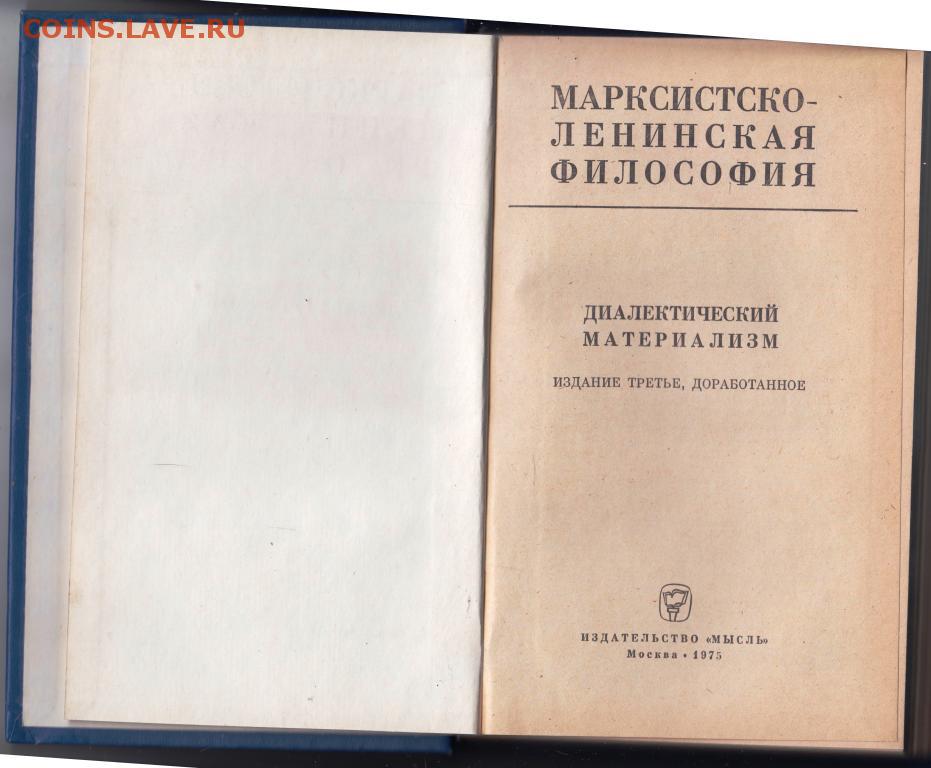 COINS.LAVE.RU
МАРКСИСТСКО-
ЛЕНИНСКАЯ
ФИЛОСОФИЯ
ДИАЛЕКТИЧЕСКИЙ
МАТЕРИАЛИЗМ
ИЗДАНИЕ ТРЕТЬЕ, ДОРАБОТАННОЕ
ИЗДАТЕЛЬСТВО «МЫСЛЬ»
Москва • 1975